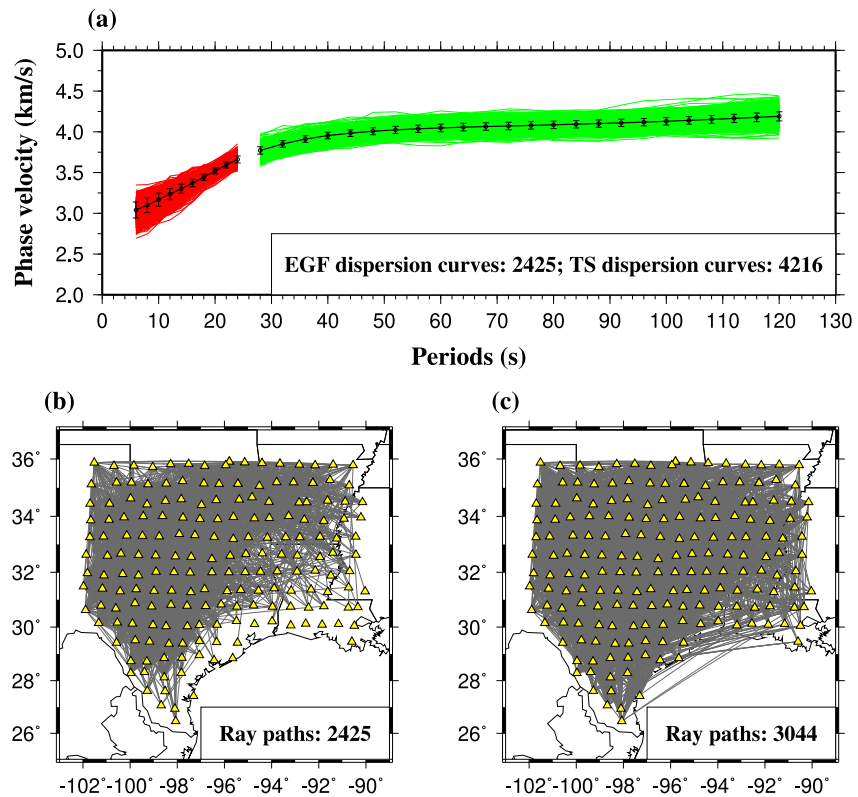 (a)
Phase velocity (km/s)
5.0
4.5
4.0
3.5
3.0
2.5
2.0
EGF dispersion curves: 2425; TS dispersion curves: 4216
0 10 20 30 40 50 60 70 80 90 100 110 120 130
Periods (s)
(b)
36°
34°
32°
30°
28°
26°
Ray paths: 2425
-102° -100° -98° -96° -94° -92° -90°
(c)
36°
34°
32°
30°
28°
26°
Ray paths: 3044
-102° -100° -98° -96° -94° -92° -90°